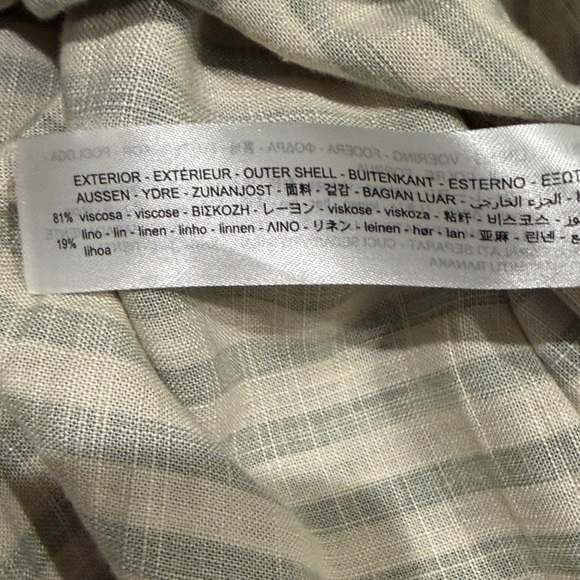 EXTERIOR - EXTÉRIEUR - OUTER SHELL - BUITENKANT - ESTERNO -
AUSSEN - YDRE - ZUNANJOST - 面料 - 겉감 - BAGIAN LUAR - الجزء الخارجي -
81% viscosa - viscose - ΒΙΣΚΟΖΗ - レーヨン - viskose - viskoza - 粘纤 - 비스코스 -
19% lino - lin - linen - linho - linnen - ΛΙΝΟ - リネン - leinen - hør - lan - 亚麻 - 린넨 -
lihoa